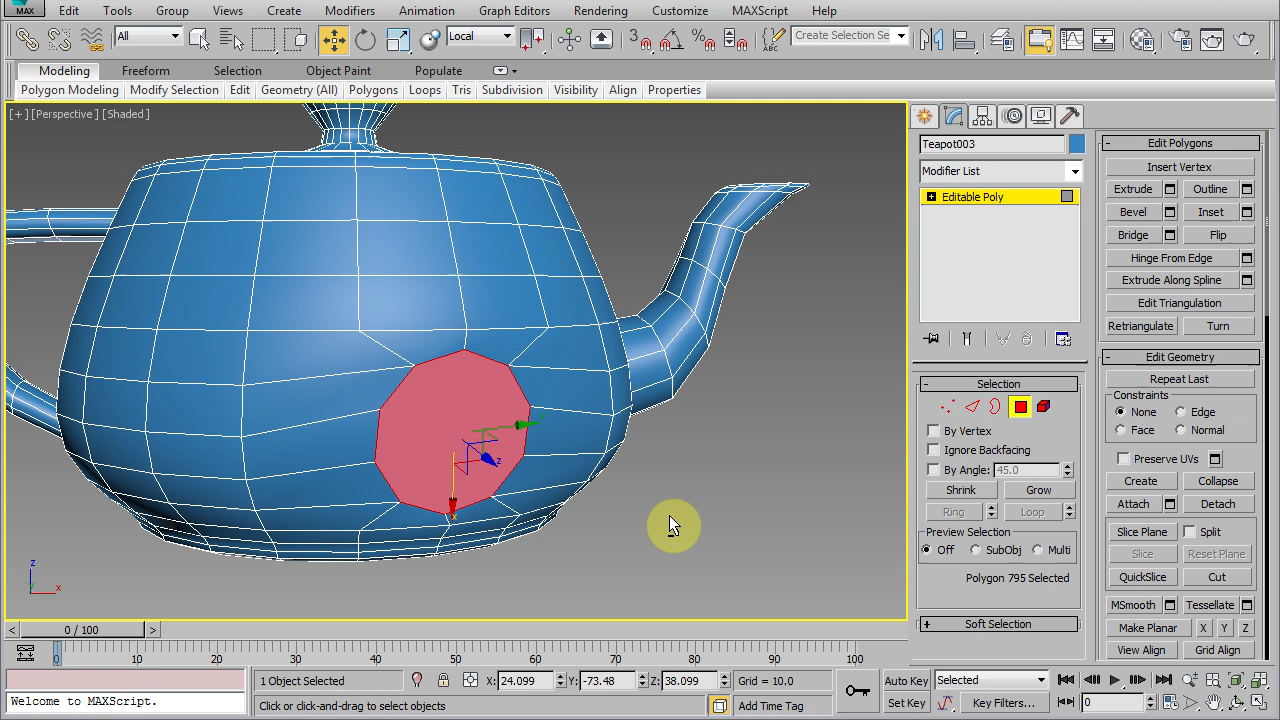 MAX Edit Tools Group Views Create Modifiers Animation Graph Editors Rendering Customize MAXScript Help
All Local 3 Create Selection Se
Modeling Freeform Selection Object Paint Populate
Polygon Modeling Modify Selection Edit Geometry (All) Polygons Loops Tris Subdivision Visibility Align Properties
[+][Perspective][Shaded]
z
x
x
z
x
Teapot003
Modifier List
Editable Poly
- Selection
By Vertex
Ignore Backfacing
By Angle: 45.0
Shrink Grow
Ring Loop
Preview Selection
Off SubObj Multi
Polygon 795 Selected
+ Soft Selection
- Edit Polygons
Insert Vertex
Extrude Outline
Bevel Inset
Bridge Flip
Hinge From Edge
Extrude Along Spline
Edit Triangulation
Retriangulate Turn
- Edit Geometry
Repeat Last
Constraints
None Edge
Face Normal
Preserve UVs
Create Collapse
Attach Detach
Slice Plane Split
Slice Reset Plane
QuickSlice Cut
MSmooth Tessellate
Make Planar X Y Z
View Align Grid Align
< 0 / 100 >
0 10 20 30 40 50 60 70 80 90 100
1 Object Selected X: 24.099 Y: -73.48 Z: 38.099 Grid = 10.0 Auto Key Selected
Welcome to MAXScript. Click or click-and-drag to select objects Add Time Tag Set Key Key Filters... 0